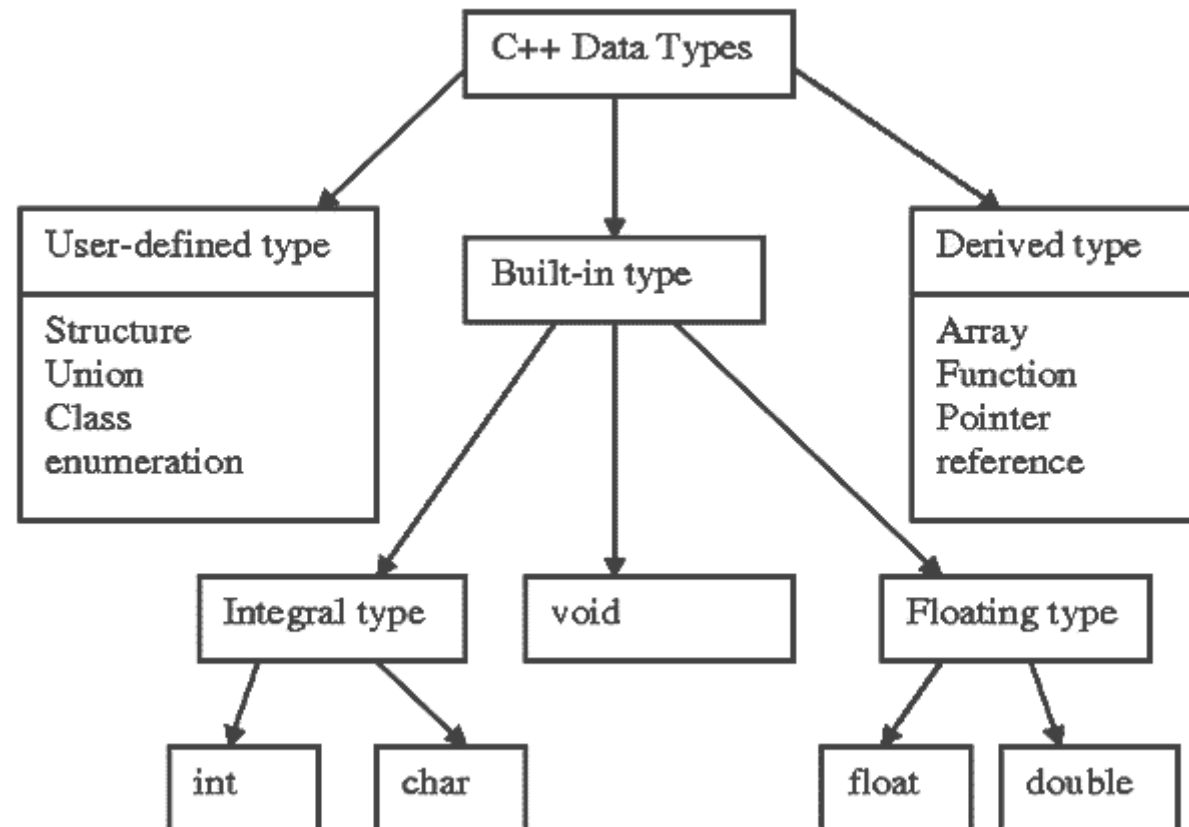 C++ Data Types
User-defined type
Structure
Union
Class
enumeration
Built-in type
Derived type
Array
Function
Pointer
reference
Integral type
void
Floating type
int
char
float
double